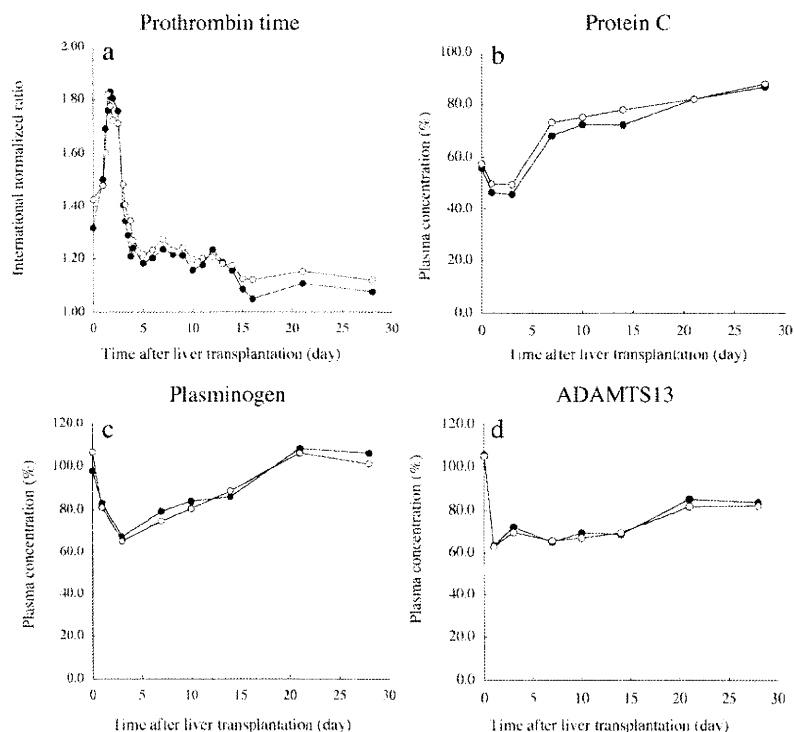 Prothrombin time
a
International normalized ratio
2.00
1.80
1.60
1.40
1.20
1.00
0 5 10 15 20 25 30
Time after liver transplantation (day)
Protein C
b
Plasma concentration (%)
100.0
80.0
60.0
40.0
20.0
0.0
0 5 10 15 20 25 30
Time after liver transplantation (day)
Plasminogen
c
Plasma concentration (%)
120.0
100.0
80.0
60.0
40.0
20.0
0.0
0 5 10 15 20 25 30
Time after liver transplantation (day)
ADAMTS13
d
Plasma concentration (%)
120.0
100.0
80.0
60.0
40.0
20.0
0.0
0 5 10 15 20 25 30
Time after liver transplantation (day)